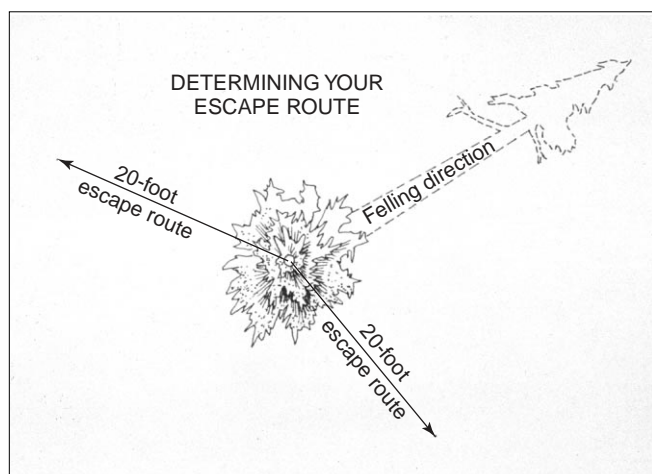 DETERMINING YOUR
ESCAPE ROUTE
Felling direction
20-foot
escape route
20-foot
escape route